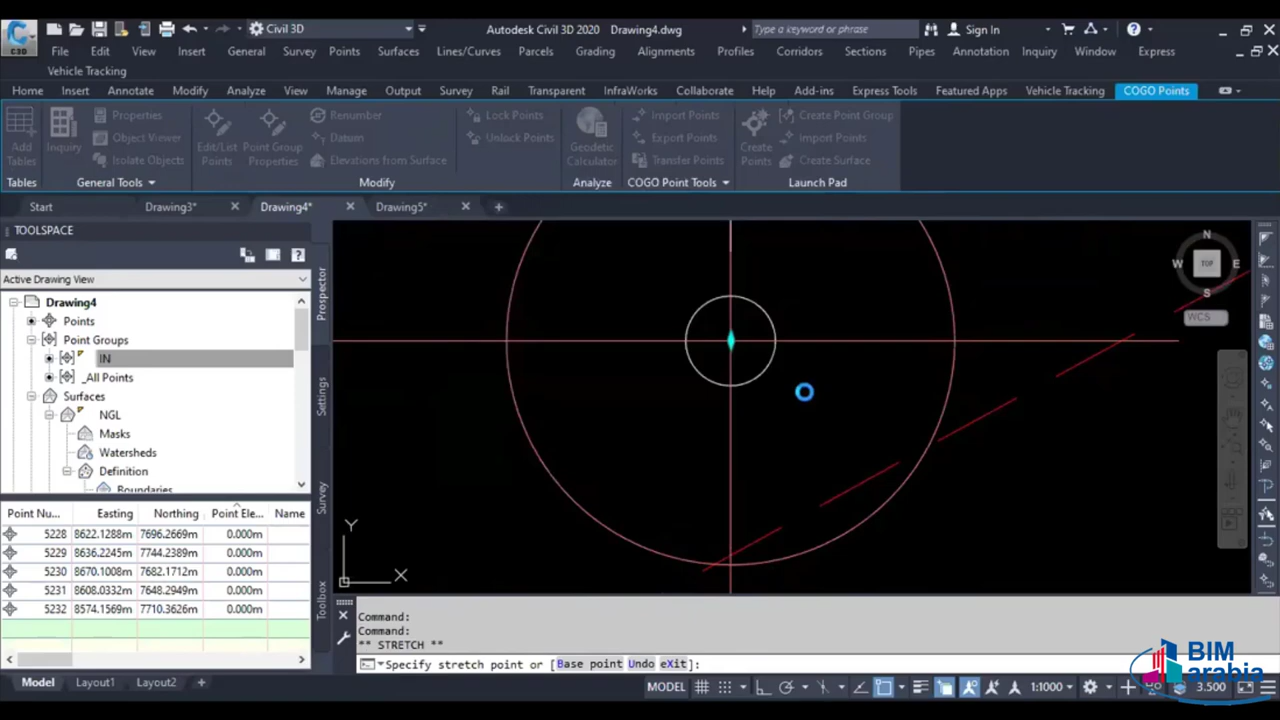 Civil 3D
Autodesk Civil 3D 2020 Drawing4.dwg
Type a keyword or phrase
Sign In
C3D
File Edit View Insert General Survey Points Surfaces Lines/Curves Parcels Grading Alignments Profiles Corridors Sections Pipes Annotation Inquiry Window Express
Vehicle Tracking
Home Insert Annotate Modify Analyze View Manage Output Survey Rail Transparent InfraWorks Collaborate Help Add-ins Express Tools Featured Apps Vehicle Tracking COGO Points
Add Tables
Inquiry
Properties
Object Viewer
Isolate Objects
Edit/List Points
Point Group Properties
Renumber
Datum
Elevations from Surface
Lock Points
Unlock Points
Geodetic Calculator
Import Points
Export Points
Transfer Points
Create Points
Create Point Group
Import Points
Create Surface
Tables General Tools Modify Analyze COGO Point Tools Launch Pad
Start Drawing3* Drawing4* Drawing5*
TOOLSPACE
Active Drawing View
Drawing4
Points
Point Groups
IN
_All Points
Surfaces
NGL
Masks
Watersheds
Definition
Boundaries
Prospector
Settings
Survey
Toolbox
Point Nu... Easting Northing Point Ele... Name
5228 8622.1288m 7696.2669m 0.000m
5229 8636.2245m 7744.2389m 0.000m
5230 8670.1008m 7682.1712m 0.000m
5231 8608.0332m 7648.2949m 0.000m
5232 8574.1569m 7710.3626m 0.000m
N
W TOP E
S
WCS
Y
X
Command:
Command:
** STRETCH **
Specify stretch point or [Base point Undo eXit]:
Model Layout1 Layout2
MODEL 1:1000 3.500
BIM
arabia